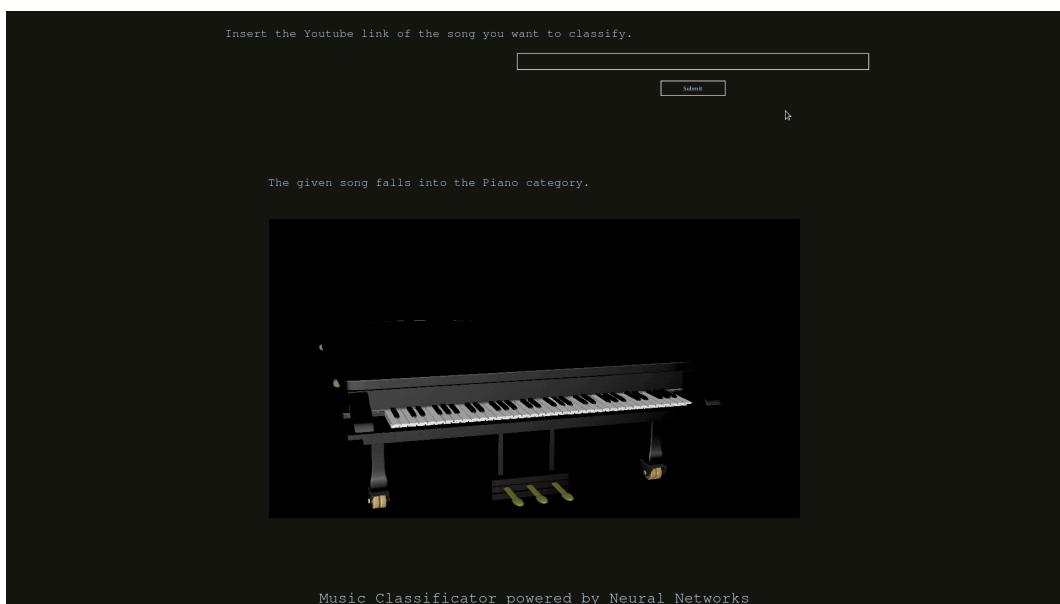 Insert the Youtube link of the song you want to classify.
Submit
The given song falls into the Piano category.
Music Classificator powered by Neural Networks